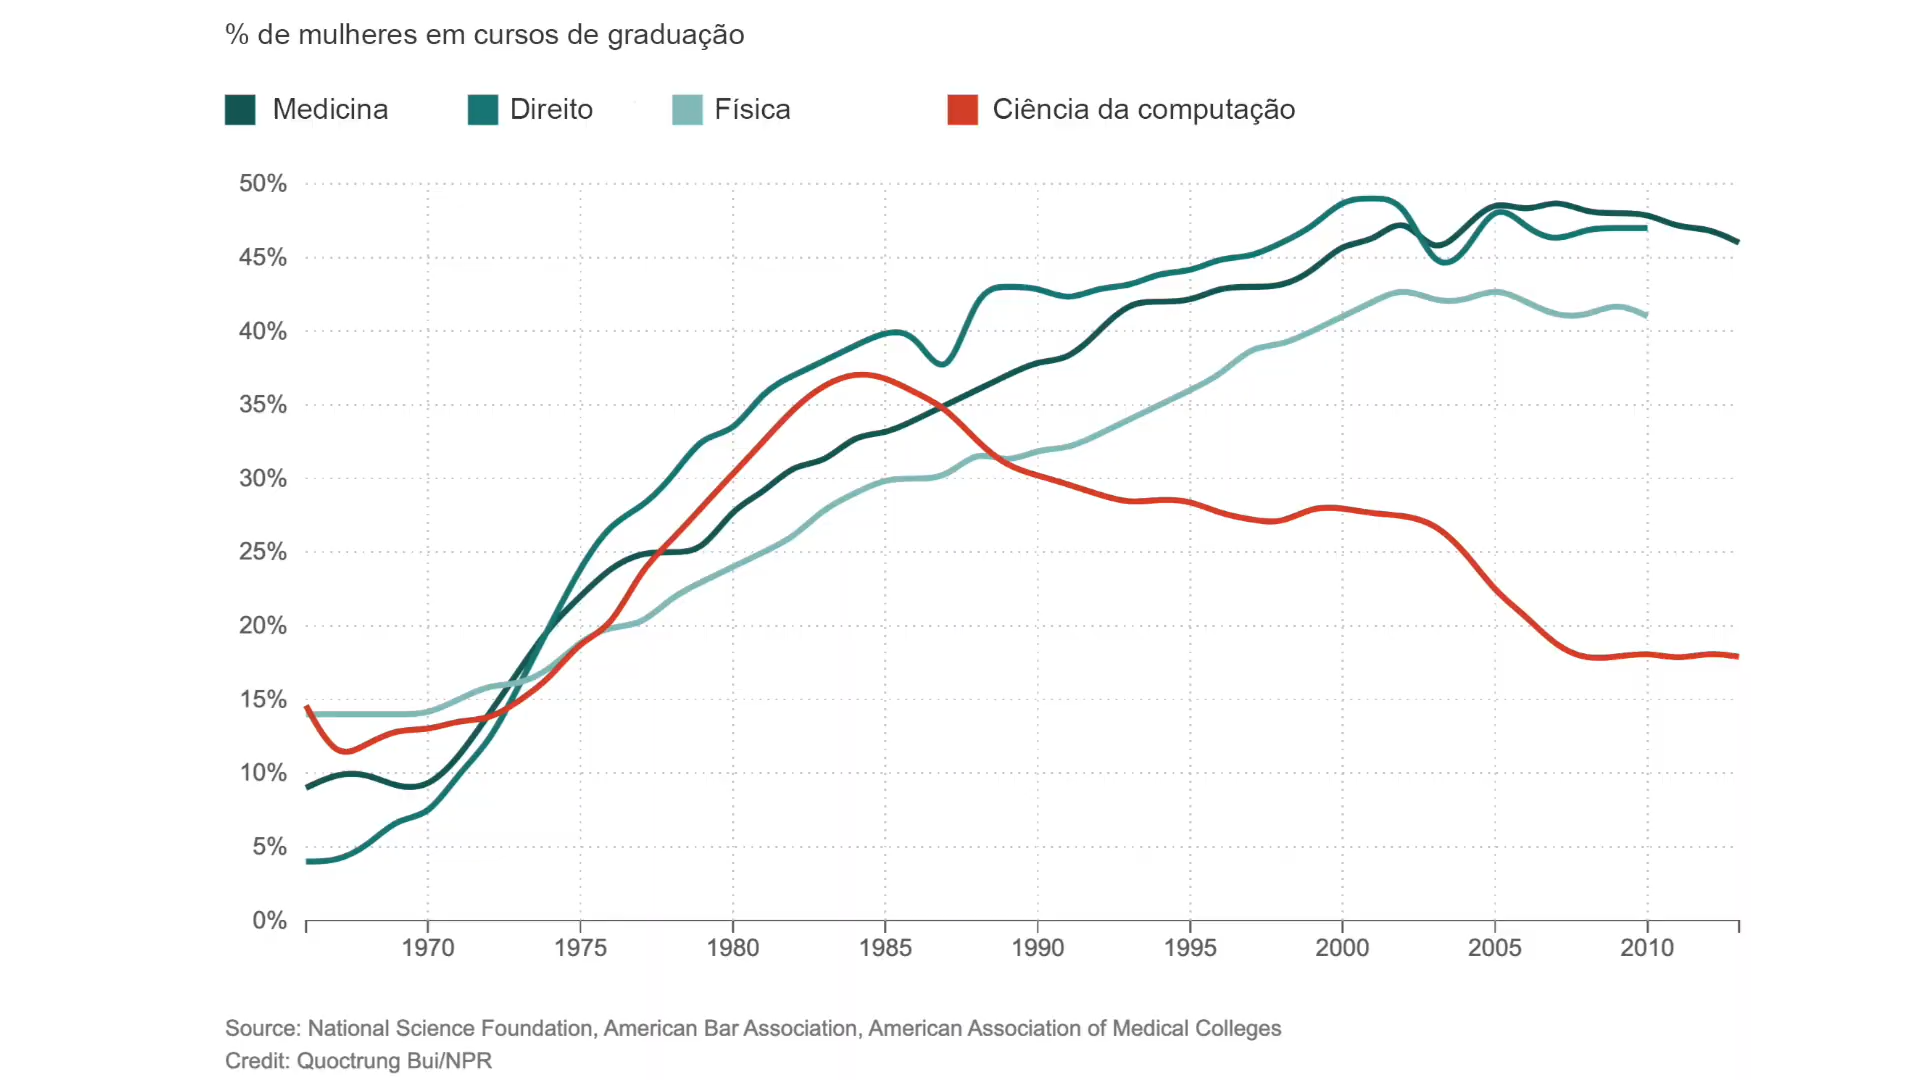 % de mulheres em cursos de graduação
Medicina Direito Física Ciência da computação
50%
45%
40%
35%
30%
25%
20%
15%
10%
5%
0%
1970 1975 1980 1985 1990 1995 2000 2005 2010
Source: National Science Foundation, American Bar Association, American Association of Medical Colleges
Credit: Quoctrung Bui/NPR